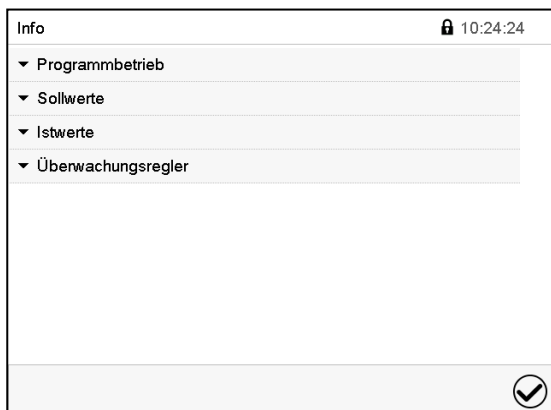 Info 10:24:24
Programmbetrieb
Sollwerte
Istwerte
Überwachungsregler